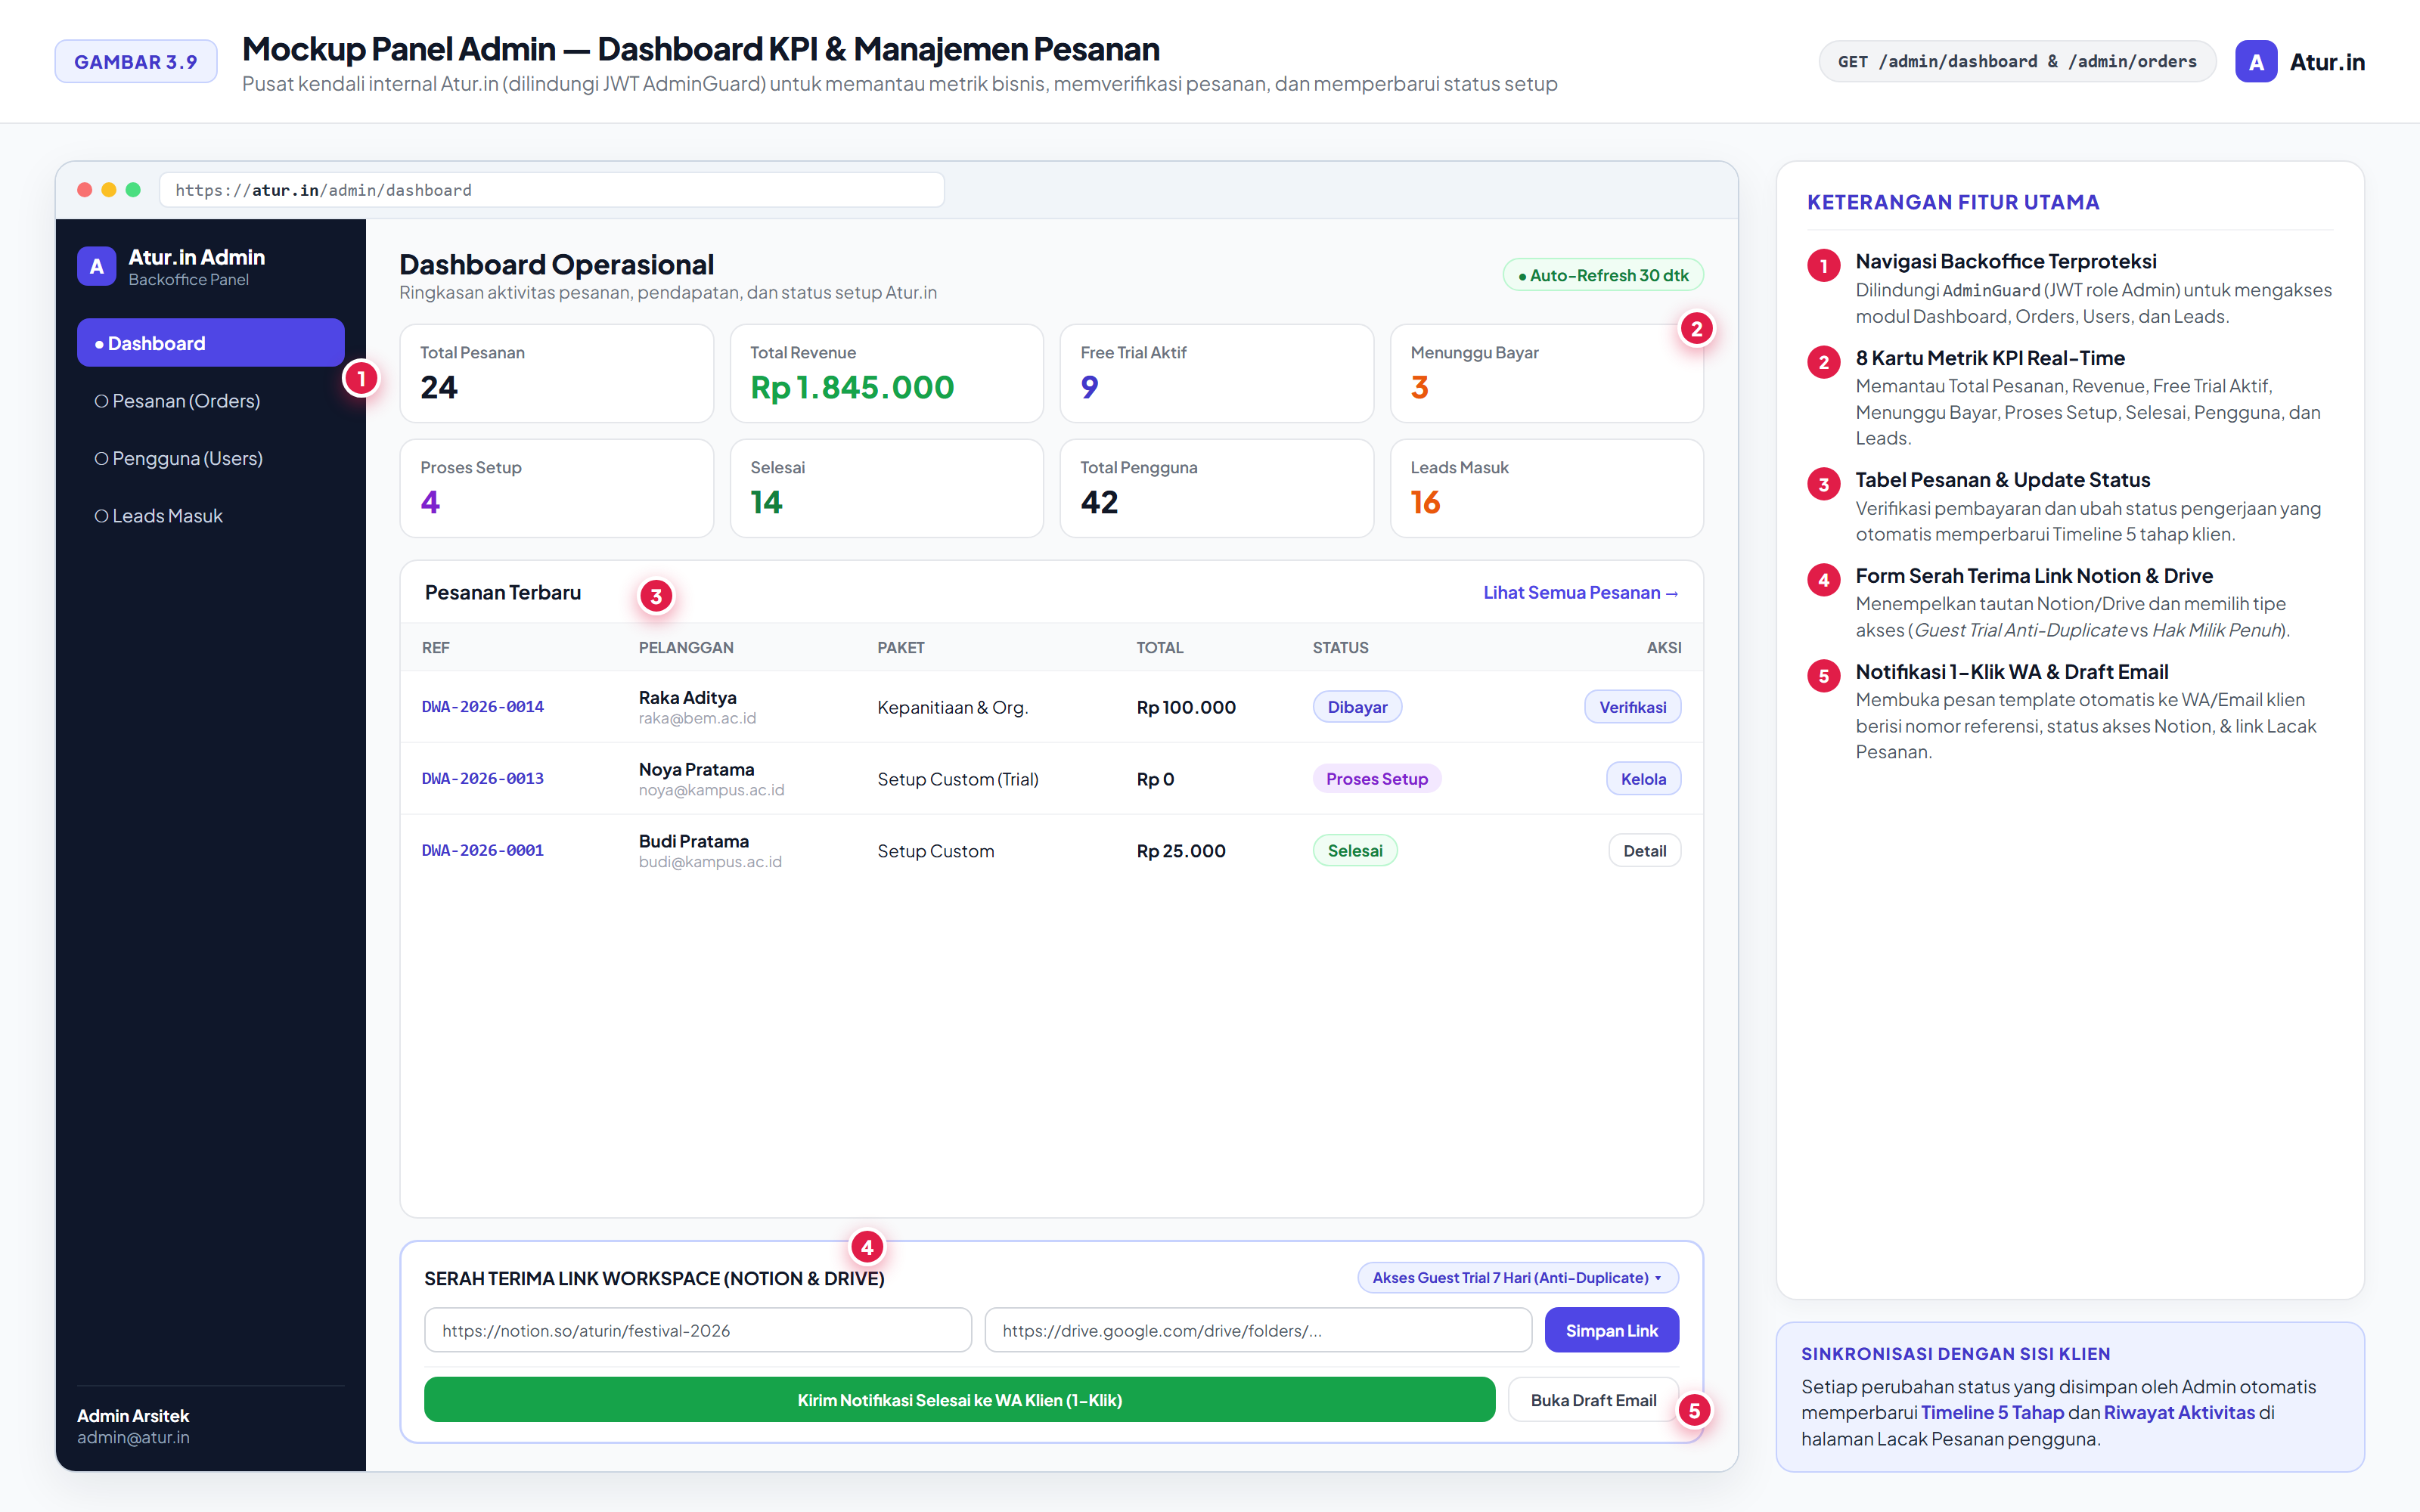 GAMBAR 3.9
Mockup Panel Admin — Dashboard KPI & Manajemen Pesanan
Pusat kendali internal Atur.in (dilindungi JWT AdminGuard) untuk memantau metrik bisnis, memverifikasi pesanan, dan memperbarui status setup
GET /admin/dashboard & /admin/orders
A Atur.in
https://atur.in/admin/dashboard
A
Atur.in Admin
Backoffice Panel
● Dashboard
○ Pesanan (Orders)
○ Pengguna (Users)
○ Leads Masuk
Admin Arsitek
admin@atur.in
1
Dashboard Operasional
Ringkasan aktivitas pesanan, pendapatan, dan status setup Atur.in
● Auto-Refresh 30 dtk
2
Total Pesanan
24
Total Revenue
Rp 1.845.000
Free Trial Aktif
9
Menunggu Bayar
3
Proses Setup
4
Selesai
14
Total Pengguna
42
Leads Masuk
16
Pesanan Terbaru
3
Lihat Semua Pesanan →
REF PELANGGAN PAKET TOTAL STATUS AKSI
DWA-2026-0014 Raka Aditya Kepanitiaan & Org. Rp 100.000 Dibayar Verifikasi
raka@bem.ac.id
DWA-2026-0013 Noya Pratama Setup Custom (Trial) Rp 0 Proses Setup Kelola
noya@kampus.ac.id
DWA-2026-0001 Budi Pratama Setup Custom Rp 25.000 Selesai Detail
budi@kampus.ac.id
4
SERAH TERIMA LINK WORKSPACE (NOTION & DRIVE)
Akses Guest Trial 7 Hari (Anti-Duplicate) ▾
https://notion.so/aturin/festival-2026
https://drive.google.com/drive/folders/...
Simpan Link
Kirim Notifikasi Selesai ke WA Klien (1-Klik)
Buka Draft Email
5
KETERANGAN FITUR UTAMA
1 Navigasi Backoffice Terproteksi
Dilindungi AdminGuard (JWT role Admin) untuk mengakses
modul Dashboard, Orders, Users, dan Leads.
2 8 Kartu Metrik KPI Real-Time
Memantau Total Pesanan, Revenue, Free Trial Aktif,
Menunggu Bayar, Proses Setup, Selesai, Pengguna, dan
Leads.
3 Tabel Pesanan & Update Status
Verifikasi pembayaran dan ubah status pengerjaan yang
otomatis memperbarui Timeline 5 tahap klien.
4 Form Serah Terima Link Notion & Drive
Menempelkan tautan Notion/Drive dan memilih tipe
akses (Guest Trial Anti-Duplicate vs Hak Milik Penuh).
5 Notifikasi 1-Klik WA & Draft Email
Membuka pesan template otomatis ke WA/Email klien
berisi nomor referensi, status akses Notion, & link Lacak
Pesanan.
SINKRONISASI DENGAN SISI KLIEN
Setiap perubahan status yang disimpan oleh Admin otomatis
memperbarui Timeline 5 Tahap dan Riwayat Aktivitas di
halaman Lacak Pesanan pengguna.